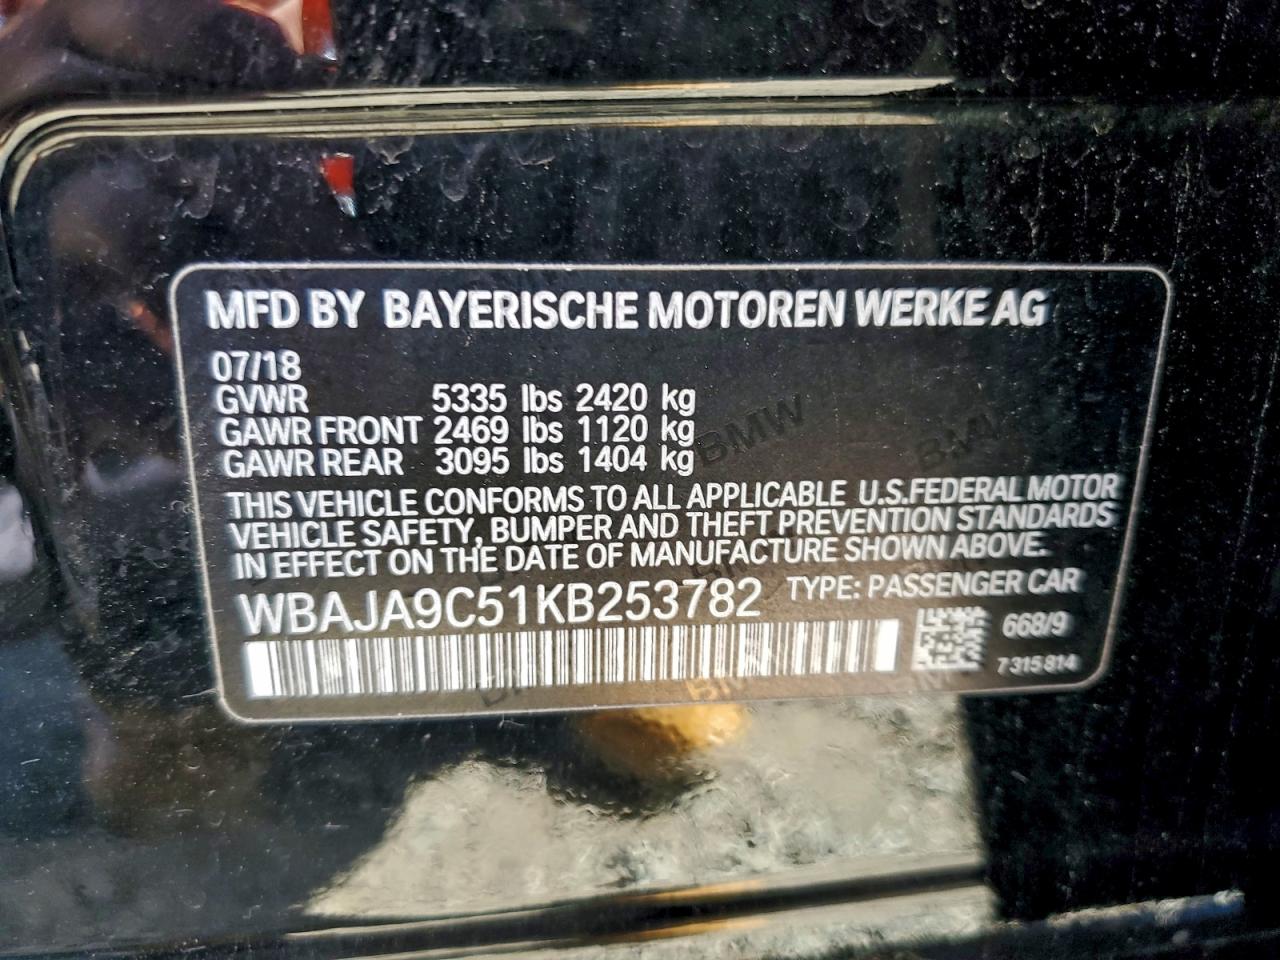 MFD BY BAYERISCHE MOTOREN WERKE AG
07/18
GVWR 5335 lbs 2420 kg
GAWR FRONT 2469 lbs 1120 kg
GAWR REAR 3095 lbs 1404 kg
THIS VEHICLE CONFORMS TO ALL APPLICABLE U.S.FEDERAL MOTOR
VEHICLE SAFETY, BUMPER AND THEFT PREVENTION STANDARDS
IN EFFECT ON THE DATE OF MANUFACTURE SHOWN ABOVE.
WBAJA9C51KB253782 TYPE: PASSENGER CAR
668/9
7 315 814
BMW